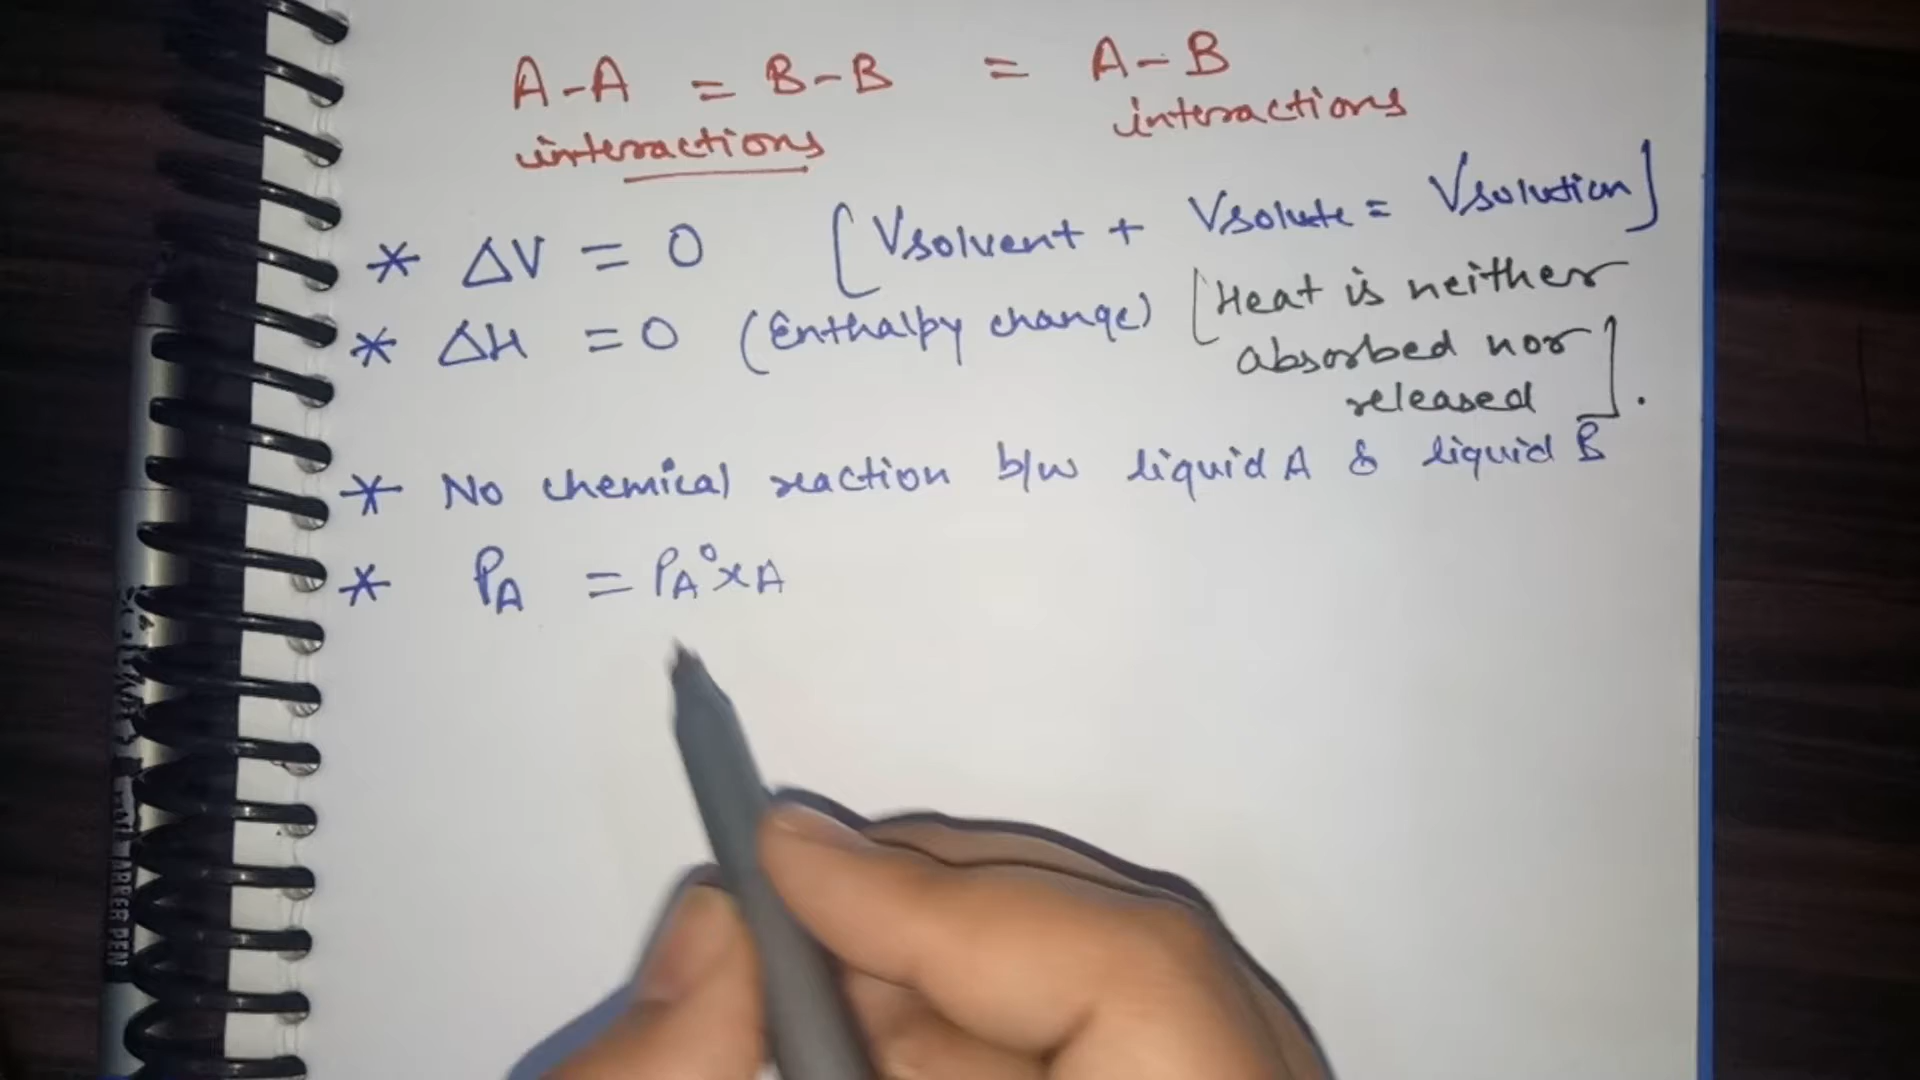 A-A = B-B = A-B
interactions interactions
* ΔV = 0 [Vsolvent + Vsolute = Vsolution]
* ΔH = 0 (Enthalpy change) [Heat is neither
absorbed nor
released].
* No chemical reaction b/w liquid A & liquid B
* PA = PA°xA